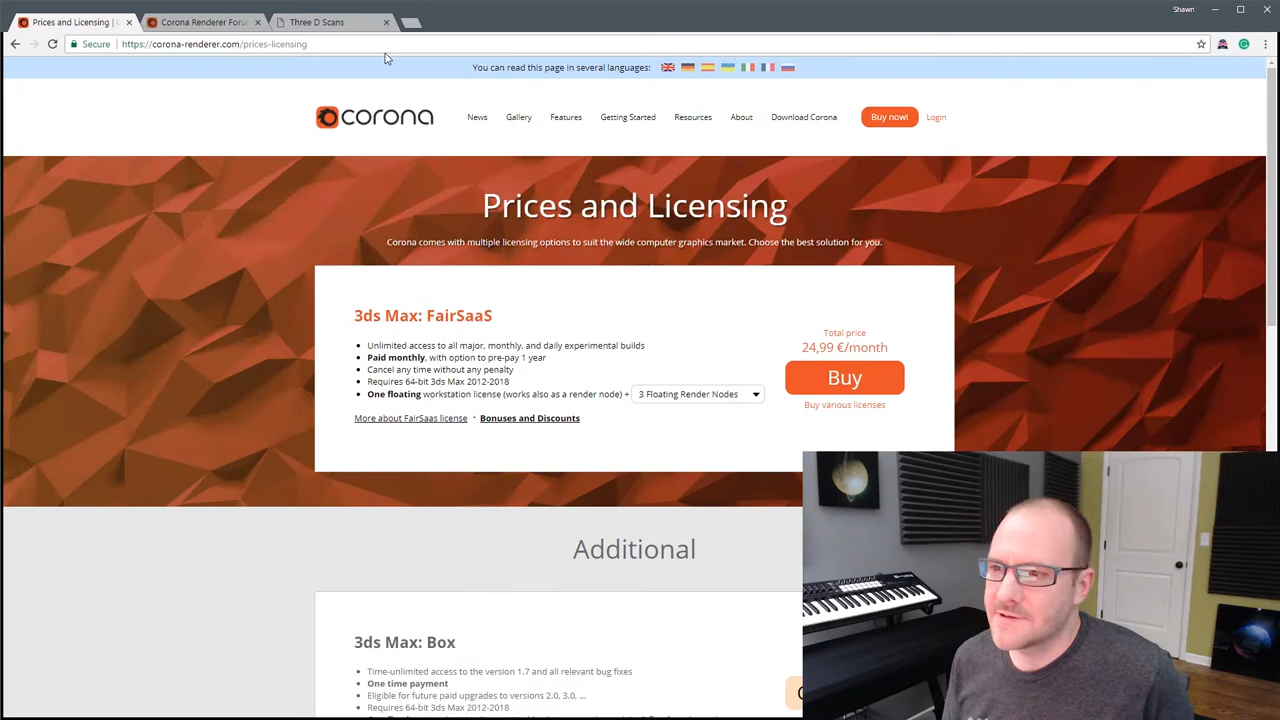 Shawn
Prices and Licensing |
Corona Renderer Foru
Three D Scans
Secure
https://corona-renderer.com/prices-licensing
You can read this page in several languages:
corona
News
Gallery
Features
Getting Started
Resources
About
Download Corona
Buy now!
Login
Prices and Licensing
Corona comes with multiple licensing options to suit the wide computer graphics market. Choose the best solution for you.
3ds Max: FairSaaS
Unlimited access to all major, monthly, and daily experimental builds
Paid monthly, with option to pre-pay 1 year
Cancel any time without any penalty
Requires 64-bit 3ds Max 2012-2018
One floating workstation license (works also as a render node) + 3 Floating Render Nodes
More about FairSaas license · Bonuses and Discounts
Total price
24,99 €/month
Buy
Buy various licenses
Additional
3ds Max: Box
Time-unlimited access to the version 1.7 and all relevant bug fixes
One time payment
Eligible for future paid upgrades to versions 2.0, 3.0, ...
Requires 64-bit 3ds Max 2012-2018